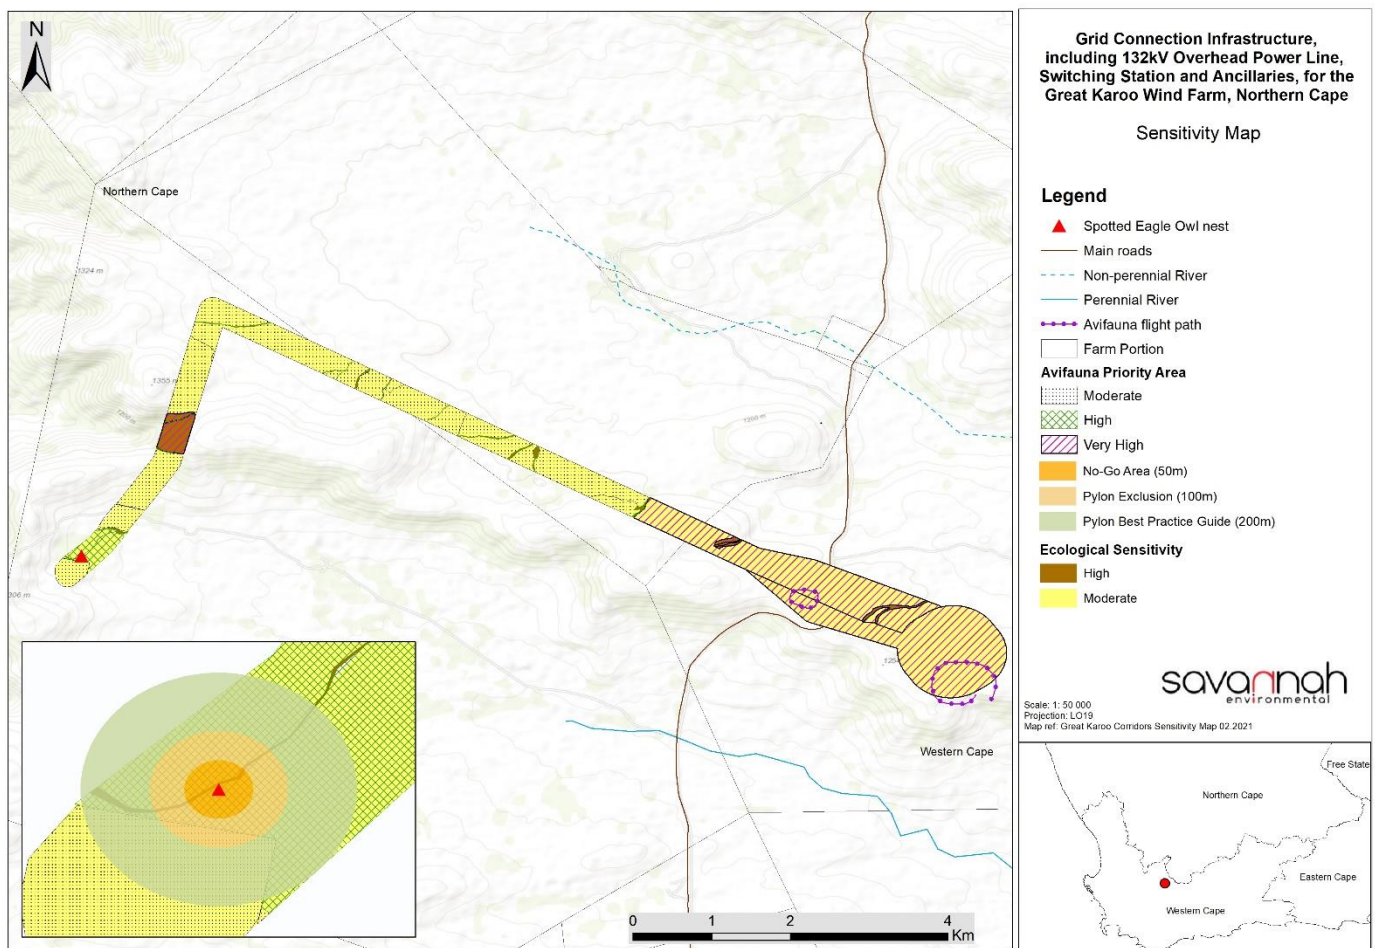 N
Northern Cape
1324 m
1355 m
1200 m
306 m
Western Cape
0 1 2 4
Km
Grid Connection Infrastructure,
including 132kV Overhead Power Line,
Switching Station and Ancillaries, for the
Great Karoo Wind Farm, Northern Cape
Sensitivity Map
Legend
Spotted Eagle Owl nest
Main roads
Non-perennial River
Perennial River
Avifauna flight path
Farm Portion
Avifauna Priority Area
Moderate
High
Very High
No-Go Area (50m)
Pylon Exclusion (100m)
Pylon Best Practice Guide (200m)
Ecological Sensitivity
High
Moderate
savannah
environmental
Scale: 1: 50 000
Projection: LO19
Map ref: Great Karoo Corridors Sensitivity Map 02.2021
Free State
Northern Cape
Eastern Cape
Western Cape